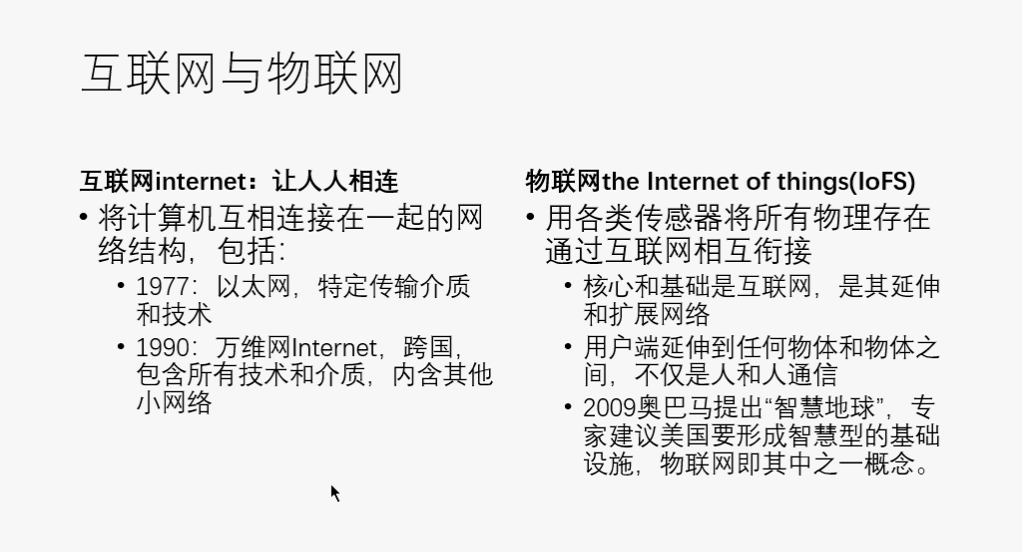 互联网与物联网
互联网internet：让人人相连
• 将计算机互相连接在一起的网
络结构，包括：
• 1977：以太网，特定传输介质
和技术
• 1990：万维网Internet，跨国，
包含所有技术和介质，内含其他
小网络
物联网the Internet of things(IoFS)
• 用各类传感器将所有物理存在
通过互联网相互衔接
• 核心和基础是互联网，是其延伸
和扩展网络
• 用户端延伸到任何物体和物体之
间，不仅是人和人通信
• 2009奥巴马提出“智慧地球”，专
家建议美国要形成智慧型的基础
设施，物联网即其中之一概念。